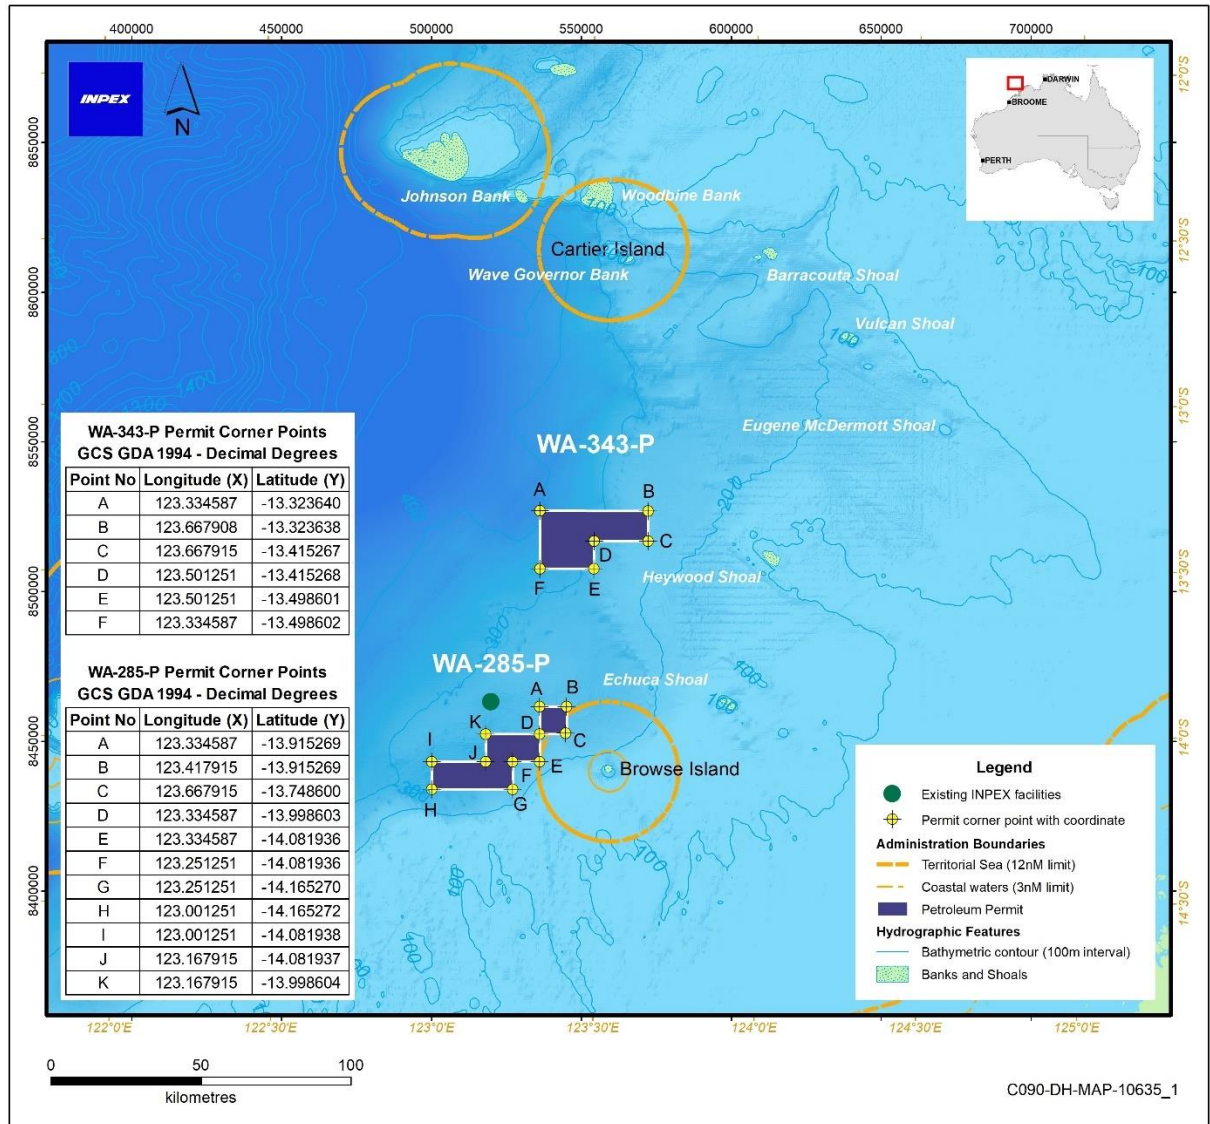 400000 450000 500000 550000 600000 650000 700000
INPEX
N
DARWIN
BROOME
PERTH
12°0'S
12°30'S
13°0'S
13°30'S
14°0'S
14°30'S
8650000
8600000
8550000
8500000
8450000
8400000
Johnson Bank
Woodbine Bank
100
Cartier Island
Wave Governor Bank
Barracouta Shoal
100
Vulcan Shoal
100
Eugene McDermott Shoal
1400
1300
WA-343-P
A
B
C
D
E
F
Heywood Shoal
WA-343-P Permit Corner Points
GCS GDA 1994 - Decimal Degrees
Point No Longitude (X) Latitude (Y)
A 123.334587 -13.323640
B 123.667908 -13.323638
C 123.667915 -13.415267
D 123.501251 -13.415268
E 123.501251 -13.498601
F 123.334587 -13.498602
WA-285-P Permit Corner Points
GCS GDA 1994 - Decimal Degrees
Point No Longitude (X) Latitude (Y)
A 123.334587 -13.915269
B 123.417915 -13.915269
C 123.667915 -13.748600
D 123.334587 -13.998603
E 123.334587 -14.081936
F 123.251251 -14.081936
G 123.251251 -14.165270
H 123.001251 -14.165272
I 123.001251 -14.081938
J 123.167915 -14.081937
K 123.167915 -13.998604
WA-285-P
Echuca Shoal
A
B
K
D
C
I
J
F
E
H
G
Browse Island
100
100
100
100
Legend
Existing INPEX facilities
Permit corner point with coordinate
Administration Boundaries
Territorial Sea (12nM limit)
Coastal waters (3nM limit)
Petroleum Permit
Hydrographic Features
Bathymetric contour (100m interval)
Banks and Shoals
122°0'E 122°30'E 123°0'E 123°30'E 124°0'E 124°30'E 125°0'E
0 50 100
kilometres
C090-DH-MAP-10635_1